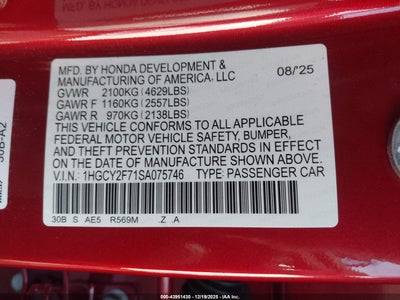 MFD. BY HONDA DEVELOPMENT &
MANUFACTURING OF AMERICA, LLC 08/'25
GVWR 2100KG (4629LBS)
GAWR F 1160KG (2557LBS)
GAWR R 970KG (2138LBS)
THIS VEHICLE CONFORMS TO ALL APPLICABLE
FEDERAL MOTOR VEHICLE SAFETY, BUMPER,
AND THEFT PREVENTION STANDARDS IN EFFECT
ON THE DATE OF MANUFACTURE SHOWN ABOVE.
V.I.N.: 1HGCY2F71SA075746 TYPE PASSENGER CAR
30B S AE5 R569M .Z .A
30B-A2
000-43951430 - 12/19/2025 - IAA Inc.